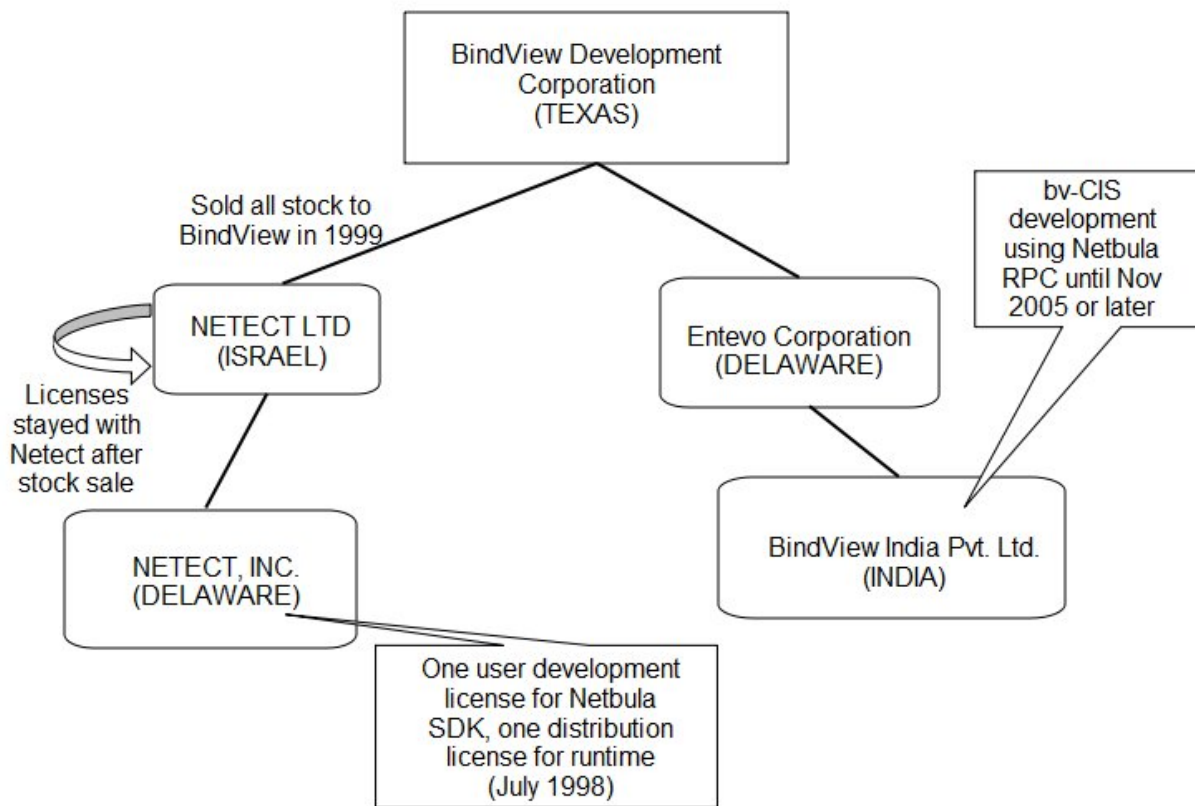 BindView Development
Corporation
(TEXAS)
Sold all stock to
BindView in 1999
bv-CIS
development
using Netbula
RPC until Nov
2005 or later
NETECT LTD
(ISRAEL)
Entevo Corporation
(DELAWARE)
Licenses
stayed with
Netect after
stock sale
NETECT, INC.
(DELAWARE)
BindView India Pvt. Ltd.
(INDIA)
One user development
license for Netbula
SDK, one distribution
license for runtime
(July 1998)